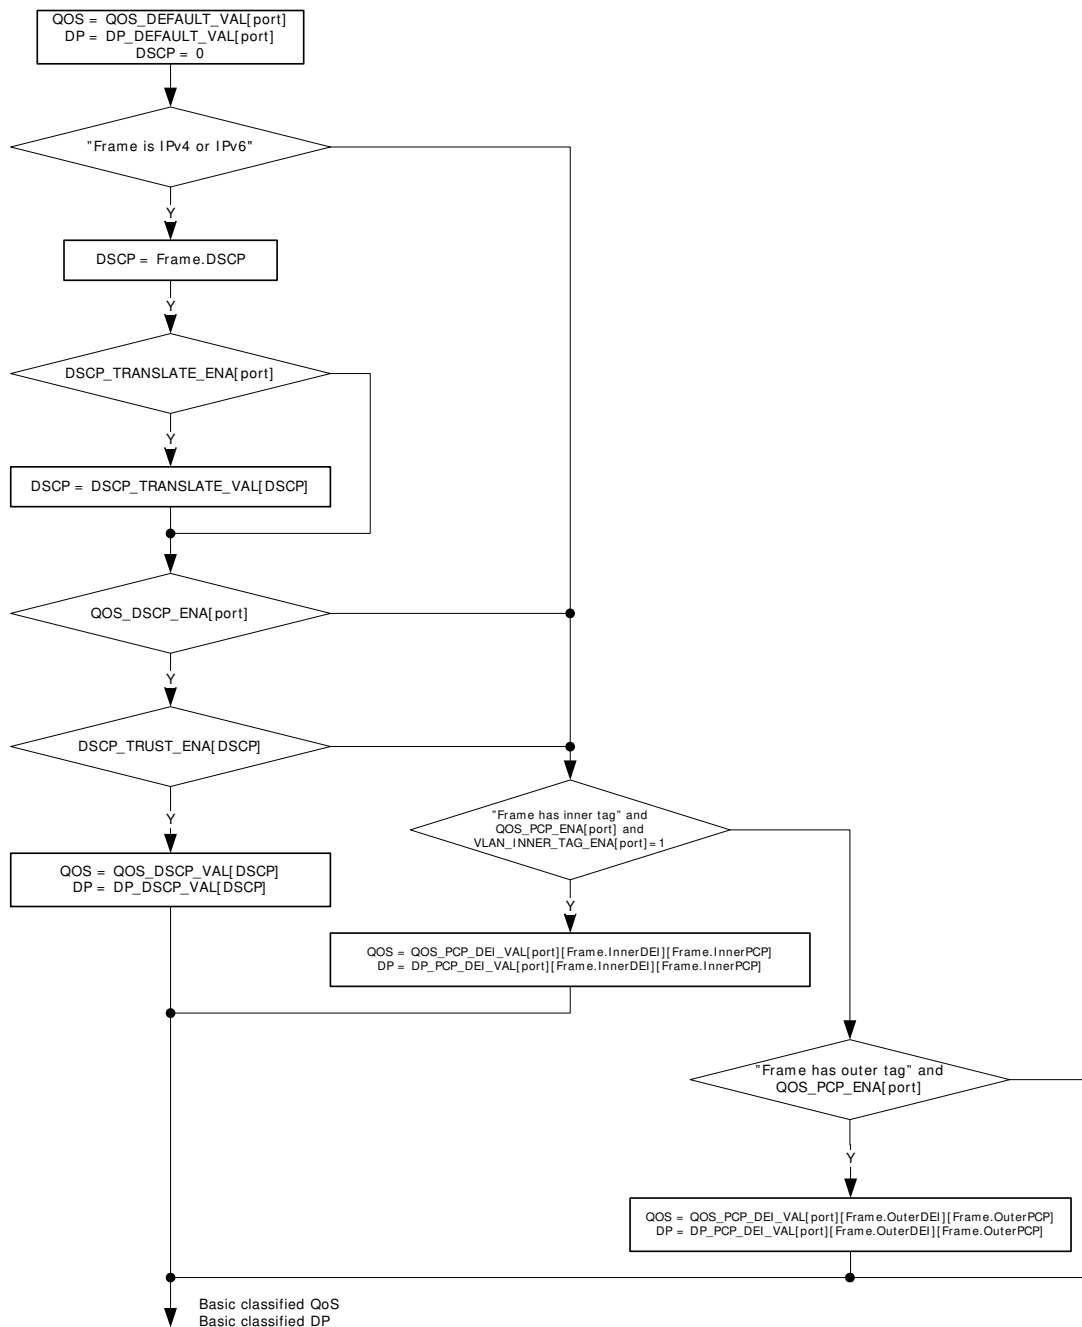 QOS = QOS_DEFAULT_VAL[port]
DP = DP_DEFAULT_VAL[port]
DSCP = 0
"Frame is IPv4 or IPv6"
Y
DSCP = Frame.DSCP
Y
DSCP_TRANSLATE_ENA[port]
Y
DSCP = DSCP_TRANSLATE_VAL[DSCP]
QOS_DSCP_ENA[port]
Y
DSCP_TRUST_ENA[DSCP]
Y
QOS = QOS_DSCP_VAL[DSCP]
DP = DP_DSCP_VAL[DSCP]
"Frame has inner tag" and
QOS_PCP_ENA[port] and
VLAN_INNER_TAG_ENA[port]=1
Y
QOS = QOS_PCP_DEI_VAL[port][Frame.InnerDEI][Frame.InnerPCP]
DP = DP_PCP_DEI_VAL[port][Frame.InnerDEI][Frame.InnerPCP]
"Frame has outer tag" and
QOS_PCP_ENA[port]
Y
QOS = QOS_PCP_DEI_VAL[port][Frame.OuterDEI][Frame.OuterPCP]
DP = DP_PCP_DEI_VAL[port][Frame.OuterDEI][Frame.OuterPCP]
Basic classified QoS
Basic classified DP